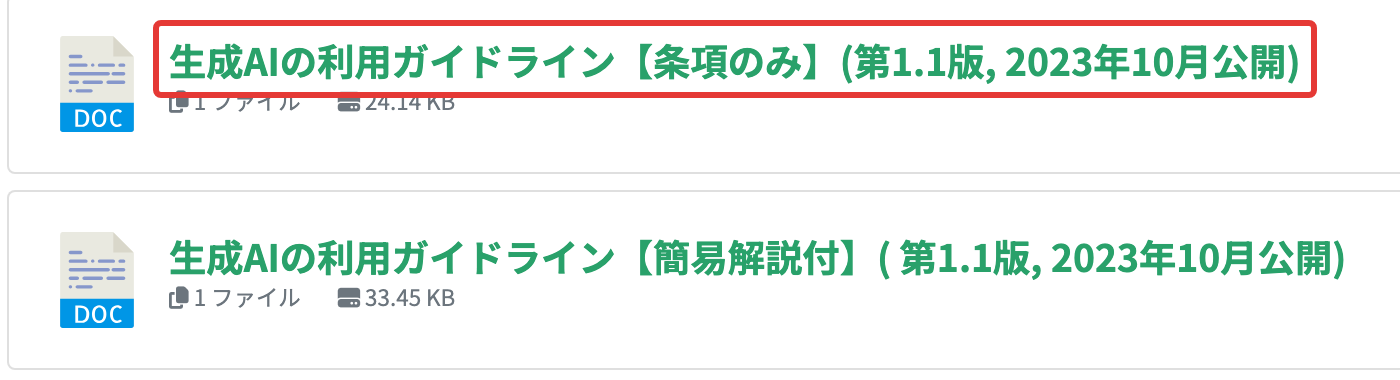 生成AIの利用ガイドライン【条項のみ】(第1.1版, 2023年10月公開)
1 ファイル 24.14 KB
DOC
生成AIの利用ガイドライン【簡易解説付】( 第1.1版, 2023年10月公開)
1 ファイル 33.45 KB
DOC